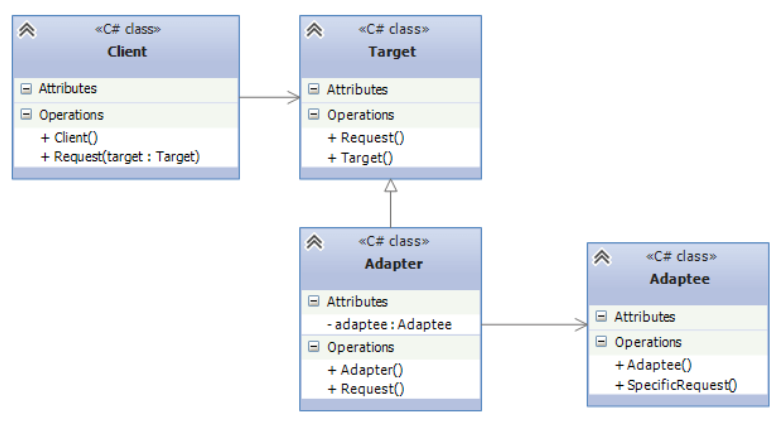 «C# class»
Client
Attributes
Operations
+ Client()
+ Request(target : Target)
«C# class»
Target
Attributes
Operations
+ Request()
+ Target()
«C# class»
Adapter
Attributes
- adaptee : Adaptee
Operations
+ Adapter()
+ Request()
«C# class»
Adaptee
Attributes
Operations
+ Adaptee()
+ SpecificRequest()